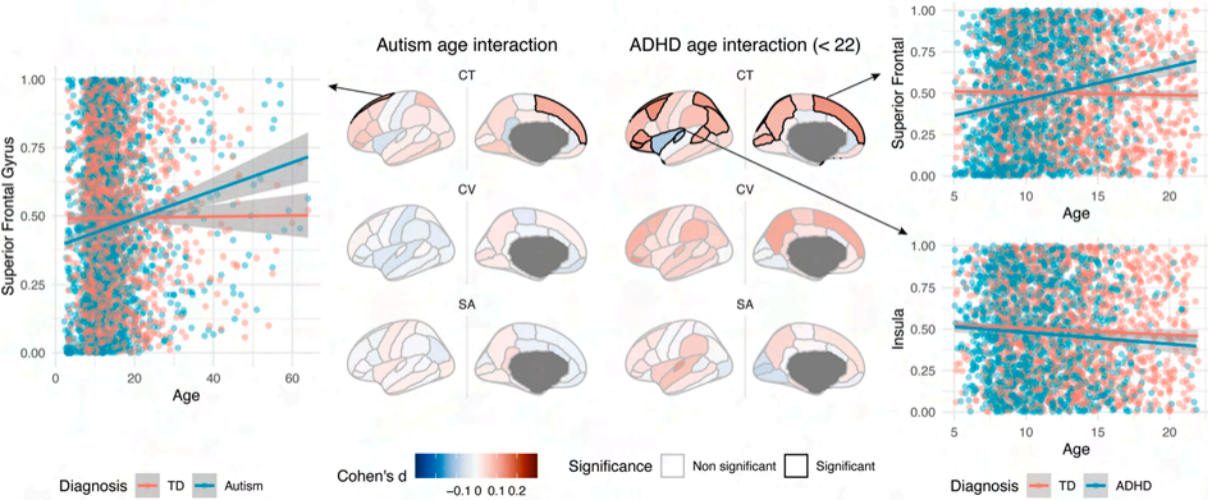 Autism age interaction
ADHD age interaction (< 22)
CT
CT
CV
CV
SA
SA
Superior Frontal Gyrus
1.00
0.75
0.50
0.25
0.00
0
20
40
60
Age
Diagnosis TD Autism
Cohen's d
-0.1 0 0.1 0.2
Significance Non significant Significant
Superior Frontal
1.00
0.75
0.50
0.25
0.00
5
10
15
20
Age
Insula
1.00
0.75
0.50
0.25
0.00
5
10
15
20
Age
Diagnosis TD ADHD